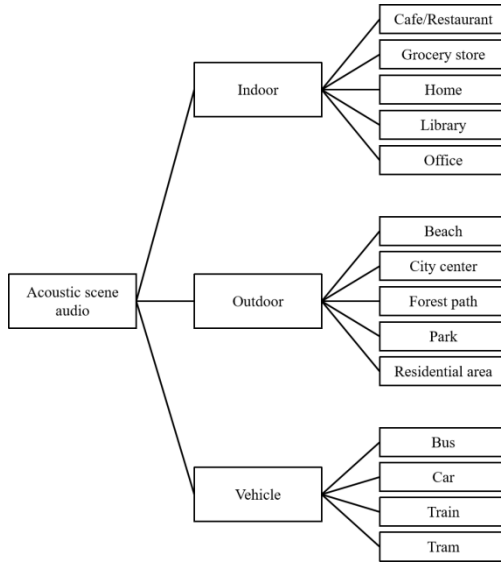 Acoustic scene
audio
Indoor
Cafe/Restaurant
Grocery store
Home
Library
Office
Outdoor
Beach
City center
Forest path
Park
Residential area
Vehicle
Bus
Car
Train
Tram